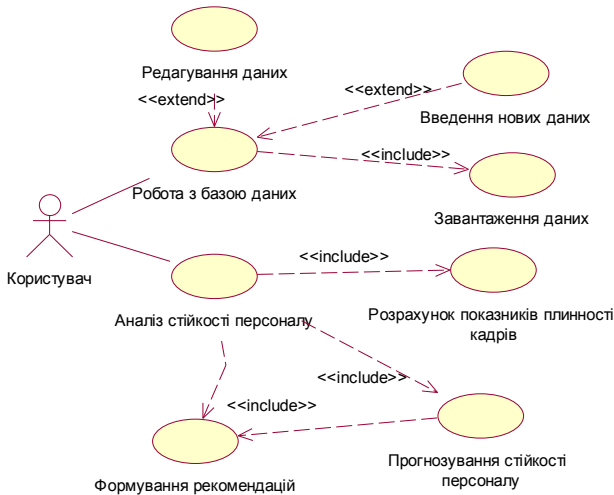 Редагування даних
<<extend>>
<<extend>>
Введення нових даних
<<include>>
Робота з базою даних
Завантаження даних
Користувач
<<include>>
Аналіз стійкості персоналу
Розрахунок показників плинності
кадрів
<<include>>
<<include>>
Формування рекомендацій
Прогнозування стійкості
персоналу